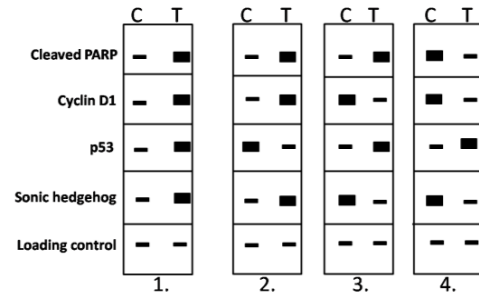 C T C T C T C T
Cleaved PARP
Cyclin D1
p53
Sonic hedgehog
Loading control
1. 2. 3. 4.